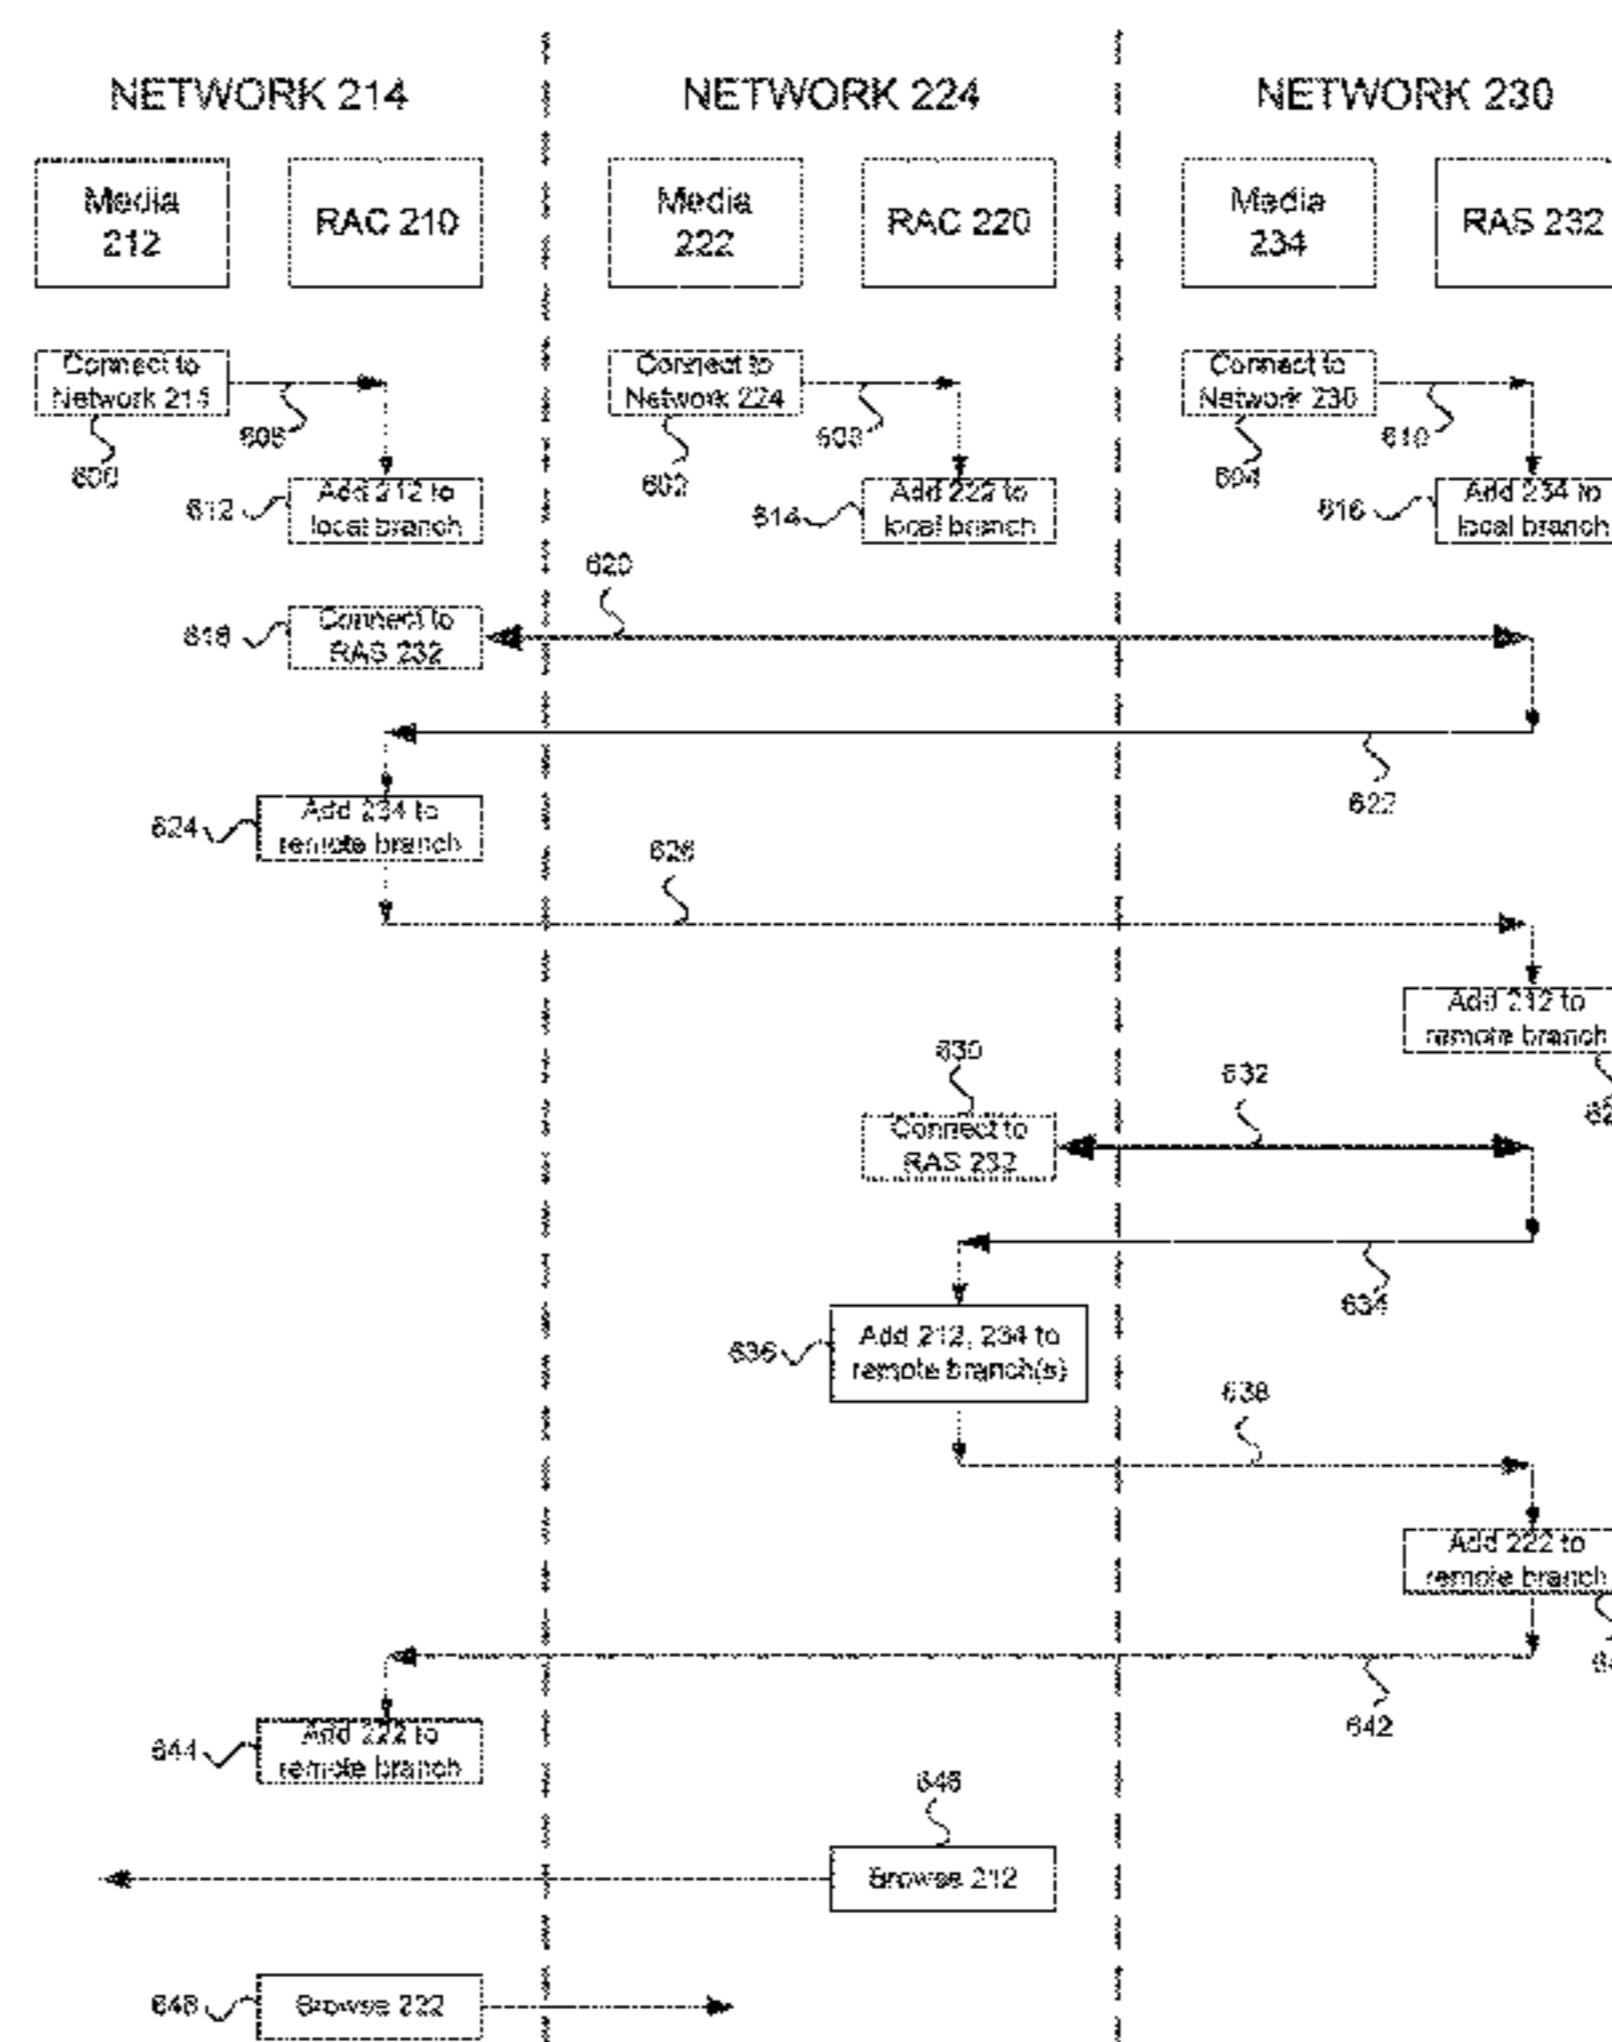 NETWORK 214
NETWORK 224
NETWORK 230
Media
212
RAC 210
Media
222
RAC 220
Media
234
RAS 232
Connect to
Network 215
Connect to
Network 224
Connect to
Network 230
606
608
610
600
602
604
612
Add 212 to
local branch
614
Add 222 to
local branch
616
Add 234 to
local branch
620
618
Connect to
RAS 232
622
624
Add 234 to
remote branch
626
Add 212 to
remote branch
630
632
Connect to
RAS 232
634
636
Add 212, 234 to
remote branch(s)
638
Add 222 to
remote branch
642
644
Add 222 to
remote branch
646
Browse 212
648
Browse 222